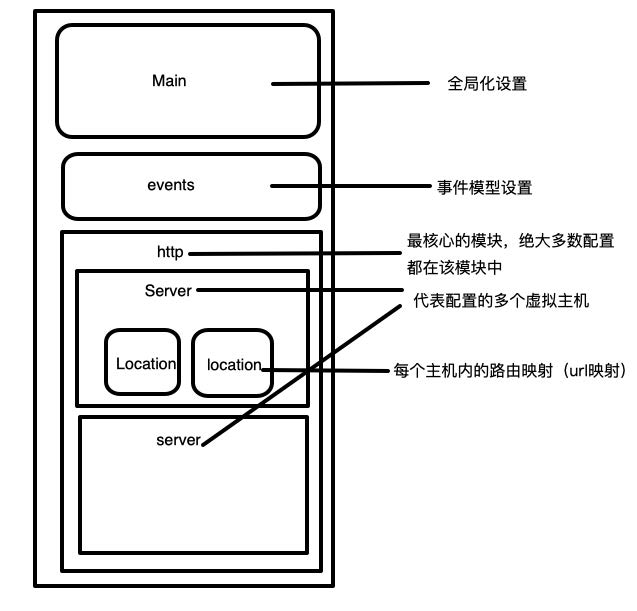 Main
全局化设置
events
事件模型设置
http
最核心的模块，绝大多数配置
都在该模块中
Server
代表配置的多个虚拟主机
Location
location
每个主机内的路由映射（url映射）
server